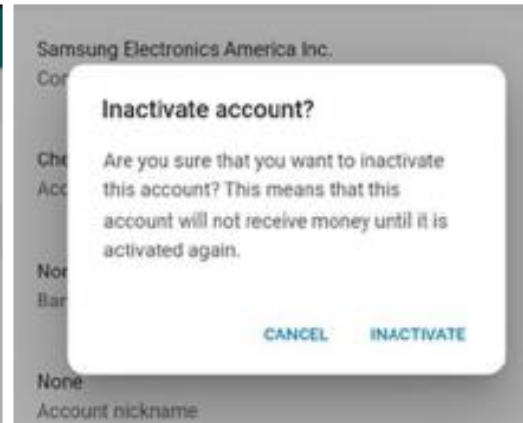 Samsung Electronics America Inc.
Inactivate account?
Are you sure that you want to inactivate
this account? This means that this
account will not receive money until it is
activated again.
CANCEL INACTIVATE
None
Account nickname